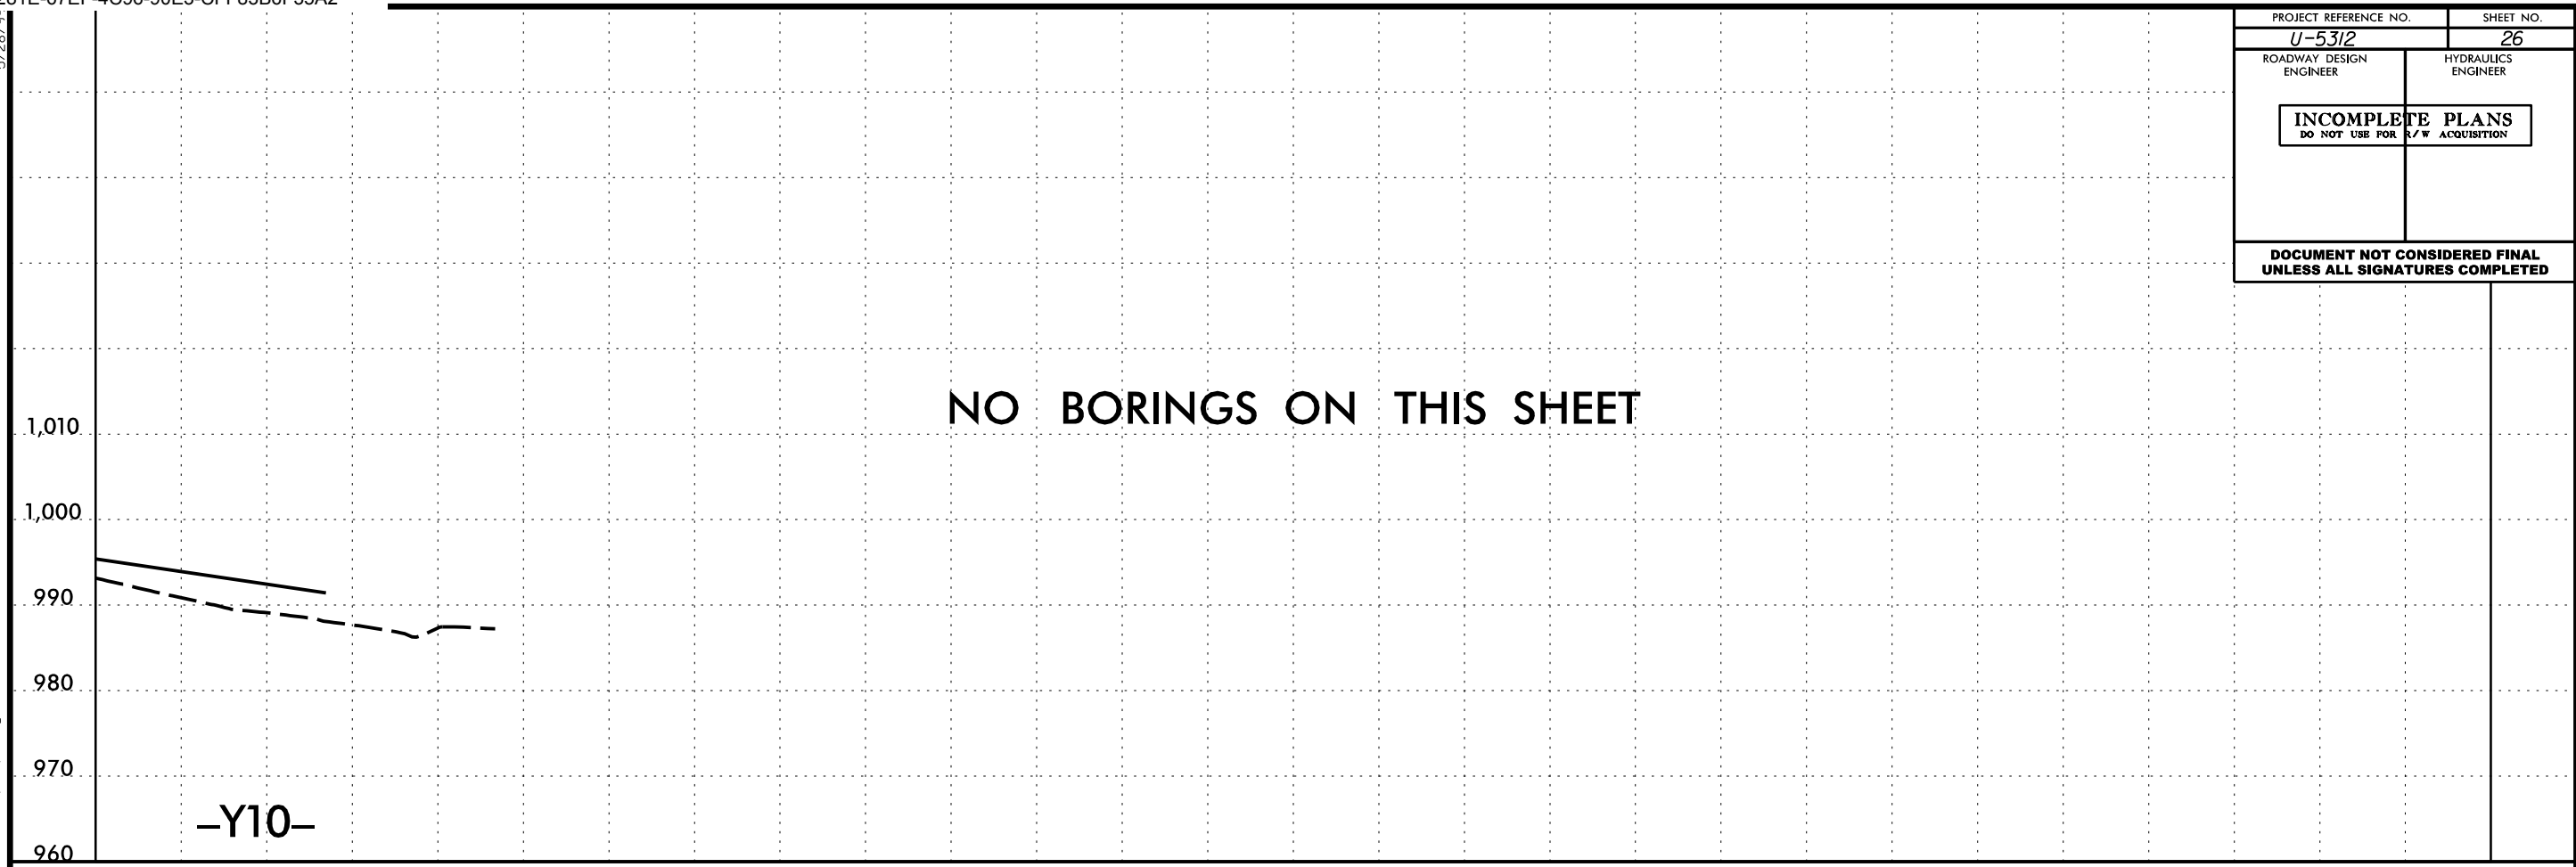 PROJECT REFERENCE NO. SHEET NO.
U-5312 26
ROADWAY DESIGN ENGINEER
HYDRAULICS ENGINEER
INCOMPLETE PLANS
DO NOT USE FOR R/W ACQUISITION
DOCUMENT NOT CONSIDERED FINAL
UNLESS ALL SIGNATURES COMPLETED
NO BORINGS ON THIS SHEET
1,010
1,000
990
980
970
960
–Y10–